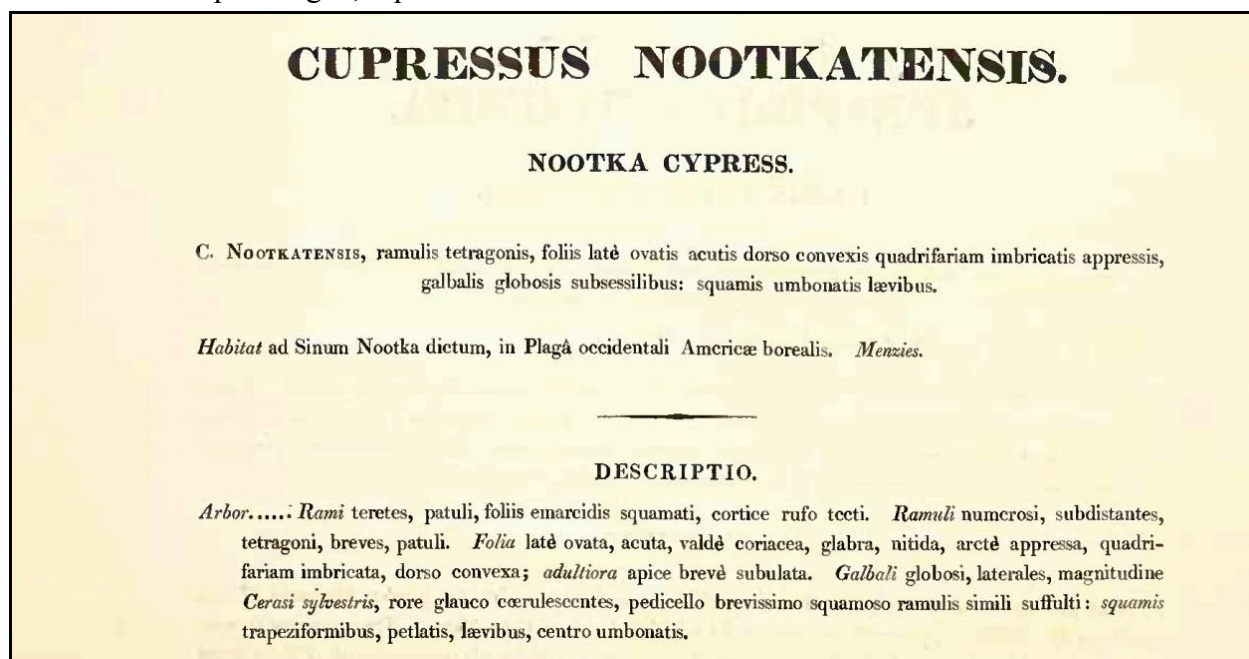 CUPRESSUS NOOTKATENSIS.
NOOTKA CYPRESS.
C. NOOTKATENSIS, ramulis tetragonis, foliis latè ovatis acutis dorso convexis quadrifariam imbricatis appressis,
galbalis globosis subsessilibus: squamis umbonatis lævibus.
Habitat ad Sinum Nootka dictum, in Plagâ occidentali Americæ borealis. Menzies.
DESCRIPTIO.
Arbor..... Rami teretes, patuli, foliis emarcidis squamati, cortice rufo tecti. Ramuli numerosi, subdistantes,
tetragoni, breves, patuli. Folia latè ovata, acuta, valdè coriacea, glabra, nitida, arctè appressa, quadri-
fariam imbricata, dorso convexa; adultiora apice brevè subulata. Galbali globosi, laterales, magnitudine
Cerasi sylvestris, rore glauco cœrulescentes, pedicello brevissimo squamoso ramulis simili suffulti: squamis
trapeziformibus, petlatis, lævibus, centro umbonatis.